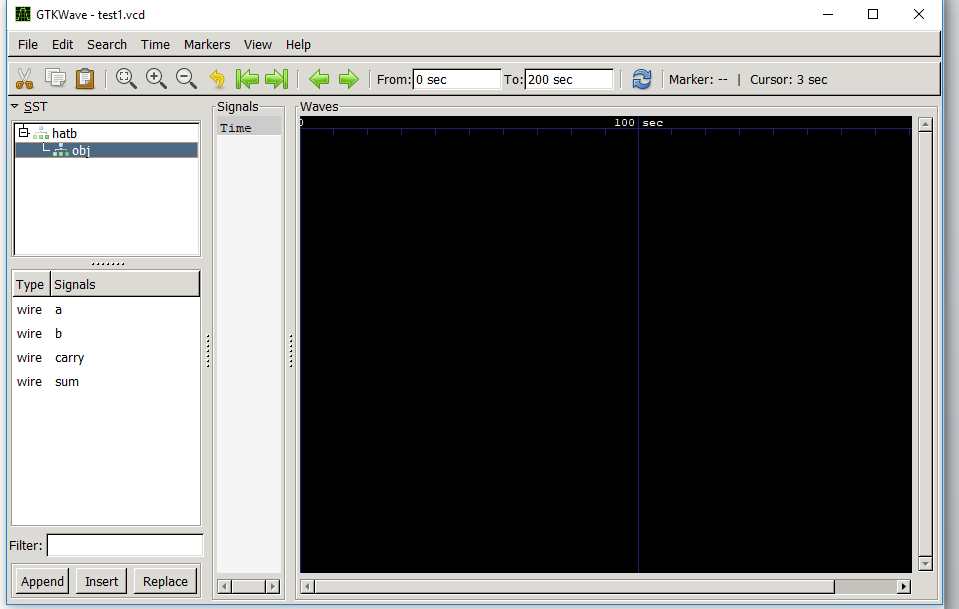 GTKWave - test1.vcd
File Edit Search Time Markers View Help
From: 0 sec To: 200 sec Marker: -- | Cursor: 3 sec
SST
hatb
obj
Type Signals
wire a
wire b
wire carry
wire sum
Filter:
Append Insert Replace
Signals
Time
Waves
0 100 sec